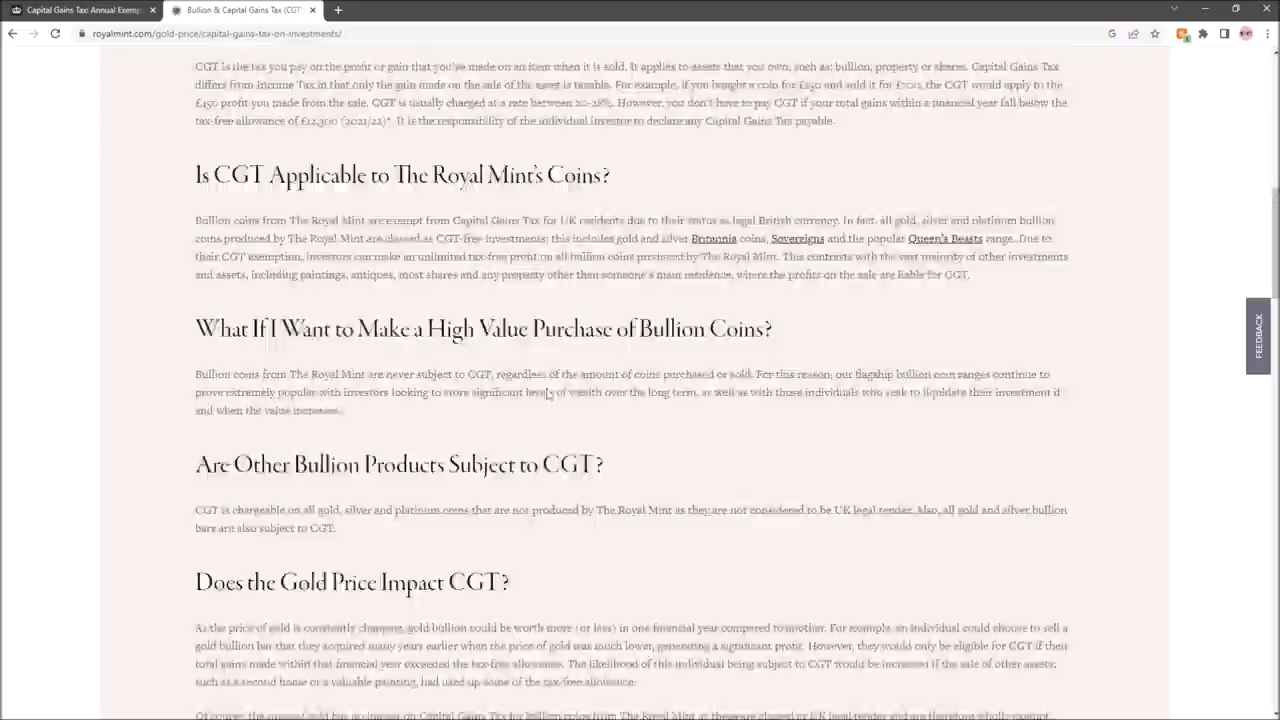 Capital Gains Tax: Annual Exemp
Bullion & Capital Gains Tax (CGT
royalmint.com/gold-price/capital-gains-tax-on-investments/
CGT is the tax you pay on the profit or gain that you've made on an item when it is sold. It applies to assets that you own, such as: bullion, property or shares. Capital Gains Tax
differs from Income Tax in that only the gain made on the sale of the asset is taxable. For example, if you bought a coin for £250 and sold it for £700, the CGT would apply to the
£450 profit you made from the sale. CGT is usually charged at a rate between 20-28%. However, you don't have to pay CGT if your total gains within a financial year fall below the
tax-free allowance of £12,300 (2021/22)*. It is the responsibility of the individual investor to declare any Capital Gains Tax payable.
Is CGT Applicable to The Royal Mint's Coins?
Bullion coins from The Royal Mint are exempt from Capital Gains Tax for UK residents due to their status as legal British currency. In fact, all gold, silver and platinum bullion
coins produced by The Royal Mint are classed as CGT-free investments; this includes gold and silver Britannia coins, Sovereigns and the popular Queen's Beasts range. Due to
their CGT exemption, investors can make an unlimited tax-free profit on all bullion coins produced by The Royal Mint. This contrasts with the vast majority of other investments
and assets, including paintings, antiques, most shares and any property other than someone's main residence, where the profits on the sale are liable for CGT.
What If I Want to Make a High Value Purchase of Bullion Coins?
Bullion coins from The Royal Mint are never subject to CGT, regardless of the amount of coins purchased or sold. For this reason, our flagship bullion coin ranges continue to
prove extremely popular with investors looking to store significant levels of wealth over the long term, as well as with those individuals who seek to liquidate their investment if
and when the value increases.
Are Other Bullion Products Subject to CGT?
CGT is chargeable on all gold, silver and platinum coins that are not produced by The Royal Mint as they are not considered to be UK legal tender. Also, all gold and silver bullion
bars are also subject to CGT.
Does the Gold Price Impact CGT?
As the price of gold is constantly changing, gold bullion could be worth more (or less) in one financial year compared to another. For example, an individual could choose to sell a
gold bullion bar that they acquired many years earlier when the price of gold was much lower, generating a significant profit. However, they would only be eligible for CGT if their
total gains made within that financial year exceeded the tax-free allowance. The likelihood of this individual being subject to CGT would be increased if the sale of other assets,
such as a second home or a valuable painting, had used up some of the tax-free allowance.
FEEDBACK